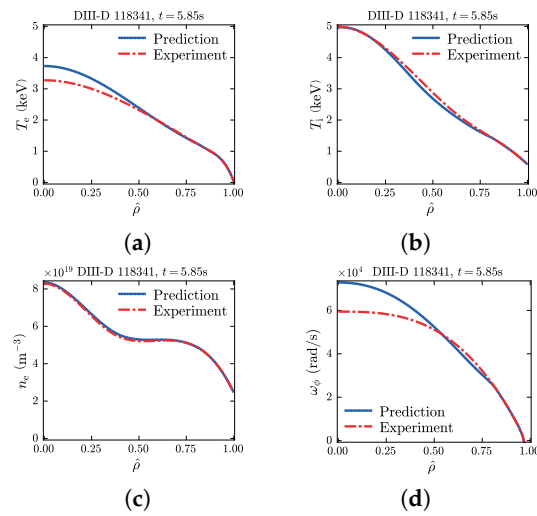 DIII-D 118341, t = 5.85s
Prediction
Experiment
T_e (keV)
5
4
3
2
1
0
0.00 0.25 0.50 0.75 1.00
ρ̂
(a)
DIII-D 118341, t = 5.85s
Prediction
Experiment
T_i (keV)
5
4
3
2
1
0
0.00 0.25 0.50 0.75 1.00
ρ̂
(b)
×10¹⁹ DIII-D 118341, t = 5.85s
Prediction
Experiment
n_e (m⁻³)
8
6
4
2
0
0.00 0.25 0.50 0.75 1.00
ρ̂
(c)
×10⁴ DIII-D 118341, t = 5.85s
ω_ϕ (rad/s)
6
4
2
0
Prediction
Experiment
0.00 0.25 0.50 0.75 1.00
ρ̂
(d)